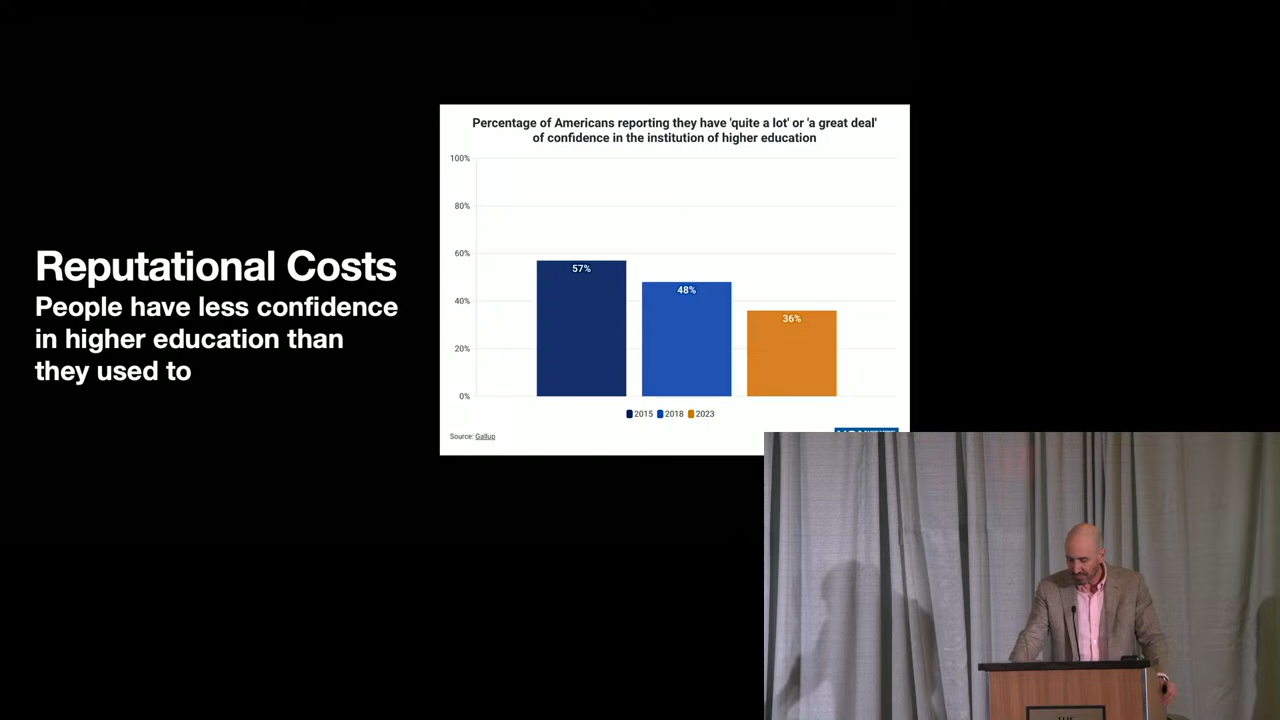 Reputational Costs
People have less confidence
in higher education than
they used to
Percentage of Americans reporting they have 'quite a lot' or 'a great deal'
of confidence in the institution of higher education
100%
80%
60%
40%
20%
0%
57%
48%
36%
2015 2018 2023
Source: Gallup
THE